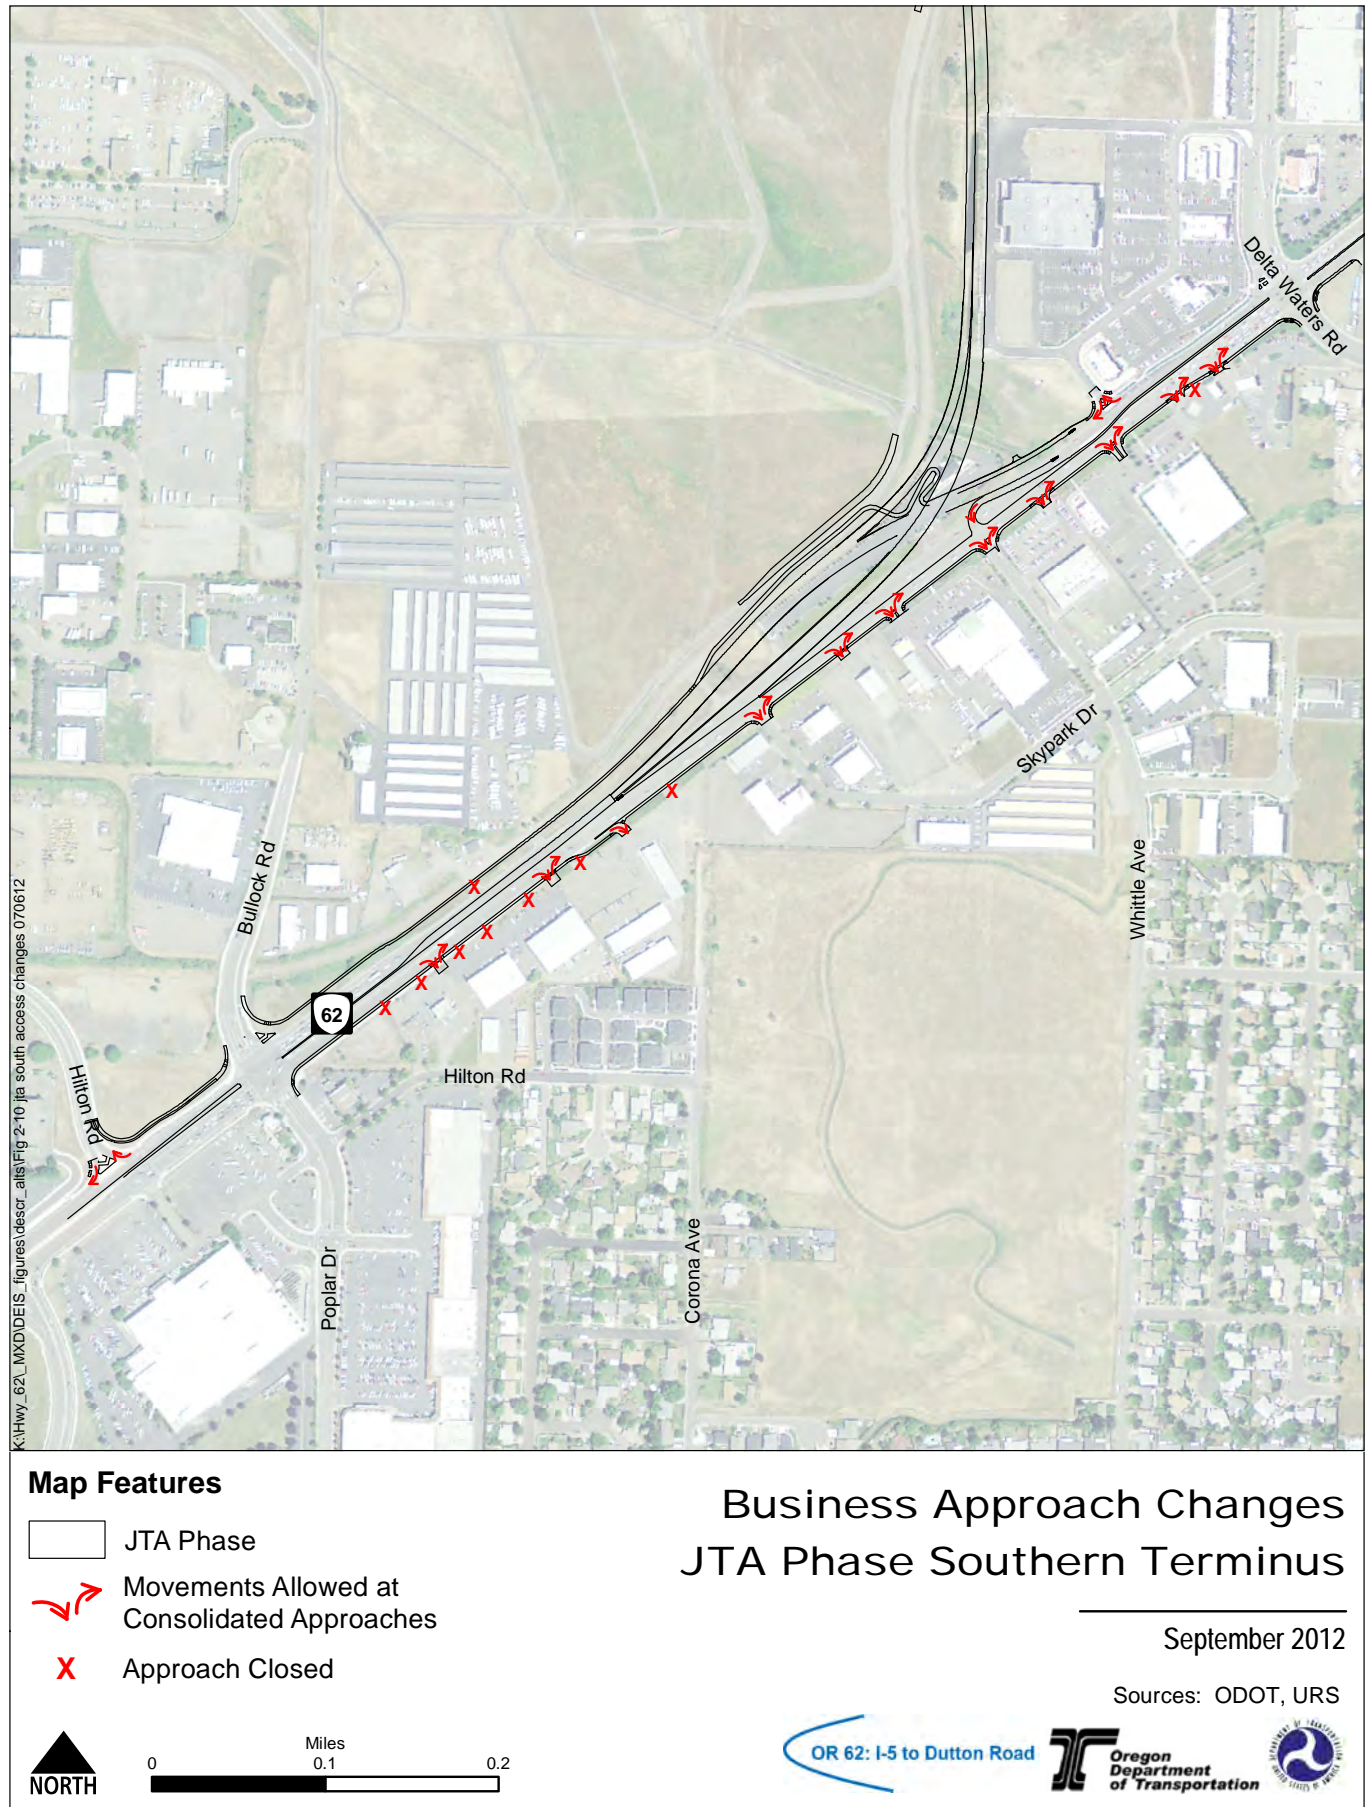 Delta Waters Rd
Skypark Dr
Whittle Ave
Bullock Rd
62
Hilton Rd
Hilton Rd
Poplar Dr
Corona Ave
K:\Hwy_62\_MXD\DEIS_figures\descr_alts\Fig 2-10 jta south access changes 070612
Map Features
JTA Phase
Movements Allowed at
Consolidated Approaches
X Approach Closed
NORTH
Miles
0 0.1 0.2
Business Approach Changes
JTA Phase Southern Terminus
September 2012
Sources: ODOT, URS
OR 62: I-5 to Dutton Road
Oregon
Department
of Transportation